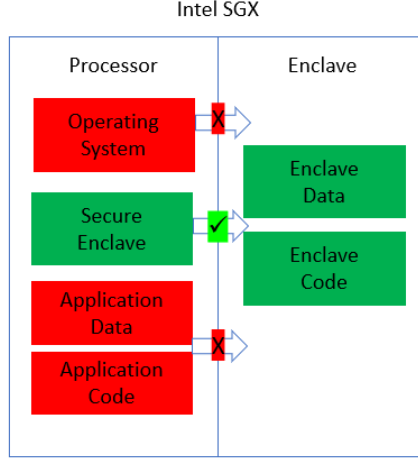 Intel SGX
Processor
Enclave
Operating
System
X
Enclave
Data
Secure
Enclave
✓
Enclave
Code
Application
Data
X
Application
Code